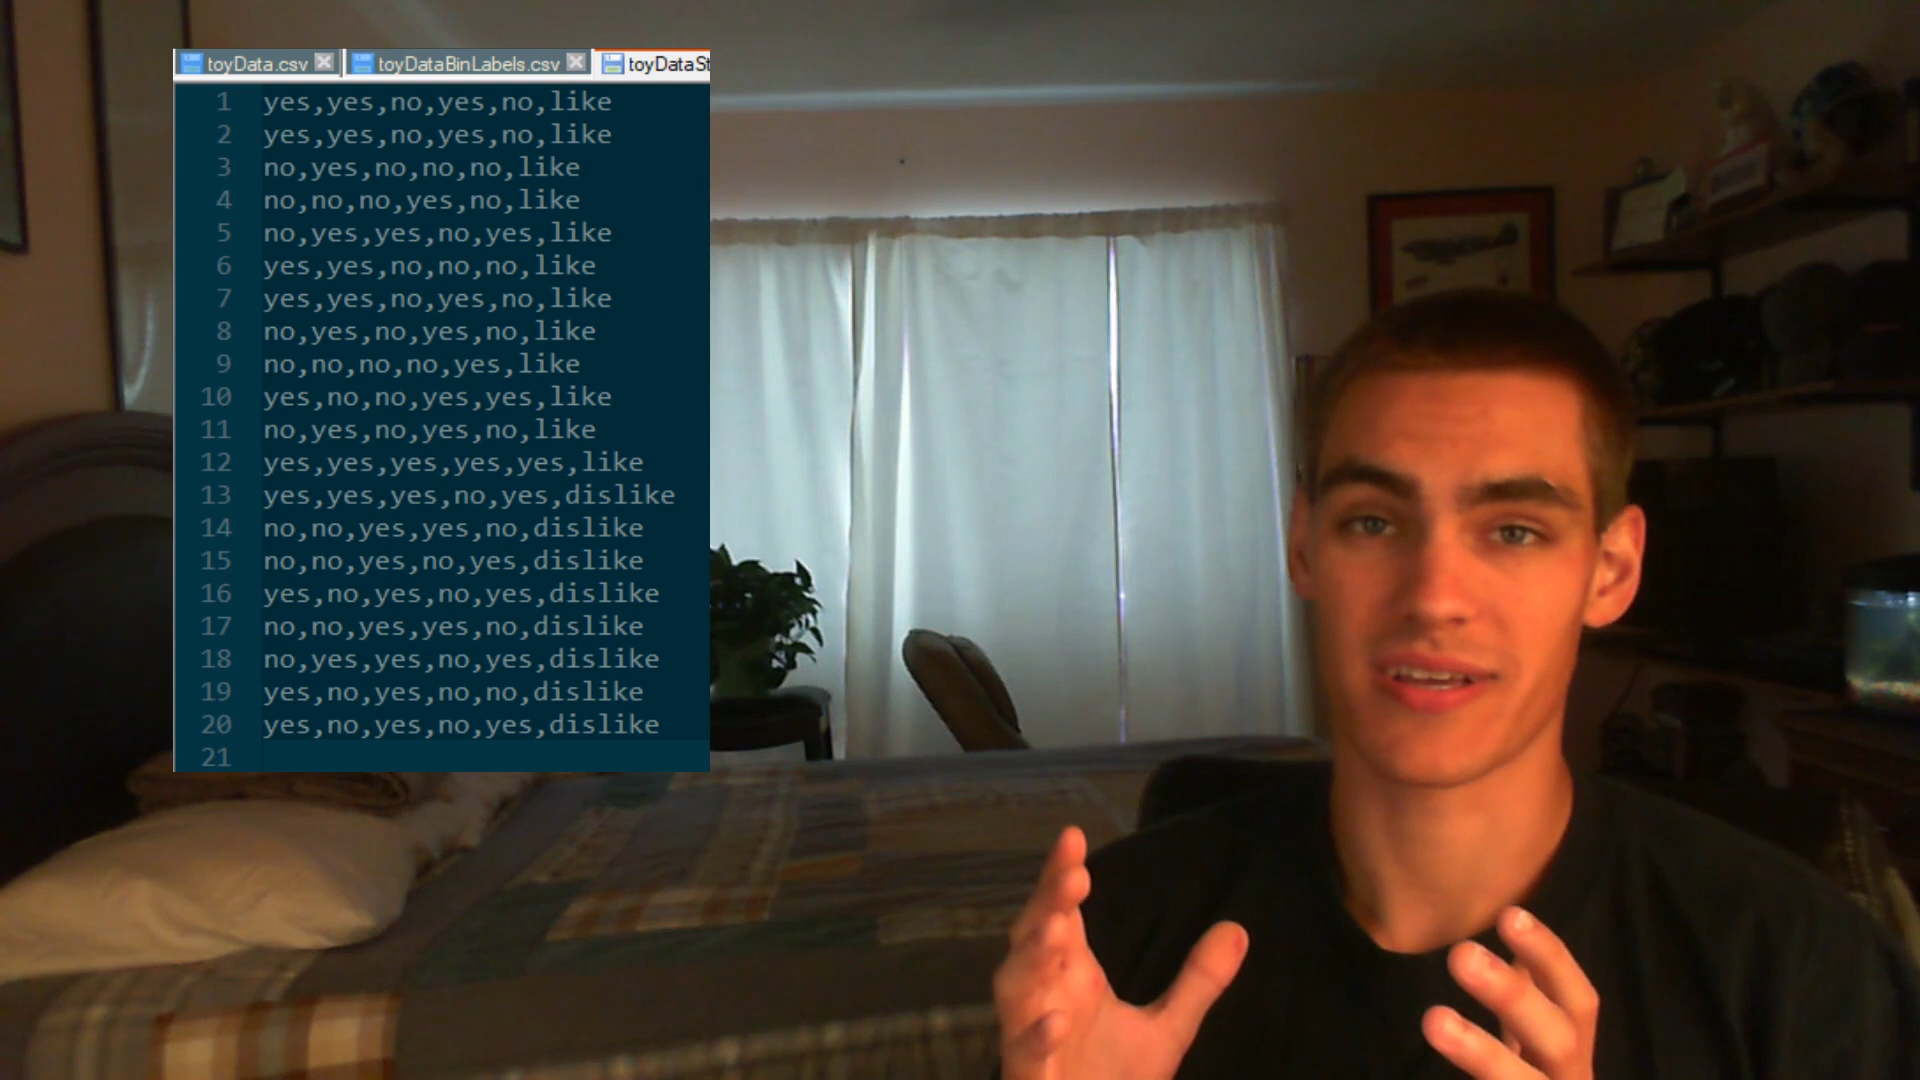 toyData.csv toyDataBinLabels.csv toyDataSt
1 yes,yes,no,yes,no,like
2 yes,yes,no,yes,no,like
3 no,yes,no,no,no,like
4 no,no,no,yes,no,like
5 no,yes,yes,no,yes,like
6 yes,yes,no,no,no,like
7 yes,yes,no,yes,no,like
8 no,yes,no,yes,no,like
9 no,no,no,no,yes,like
10 yes,no,no,yes,yes,like
11 no,yes,no,yes,no,like
12 yes,yes,yes,yes,yes,like
13 yes,yes,yes,no,yes,dislike
14 no,no,yes,yes,no,dislike
15 no,no,yes,no,yes,dislike
16 yes,no,yes,no,yes,dislike
17 no,no,yes,yes,no,dislike
18 no,yes,yes,no,yes,dislike
19 yes,no,yes,no,no,dislike
20 yes,no,yes,no,yes,dislike
21